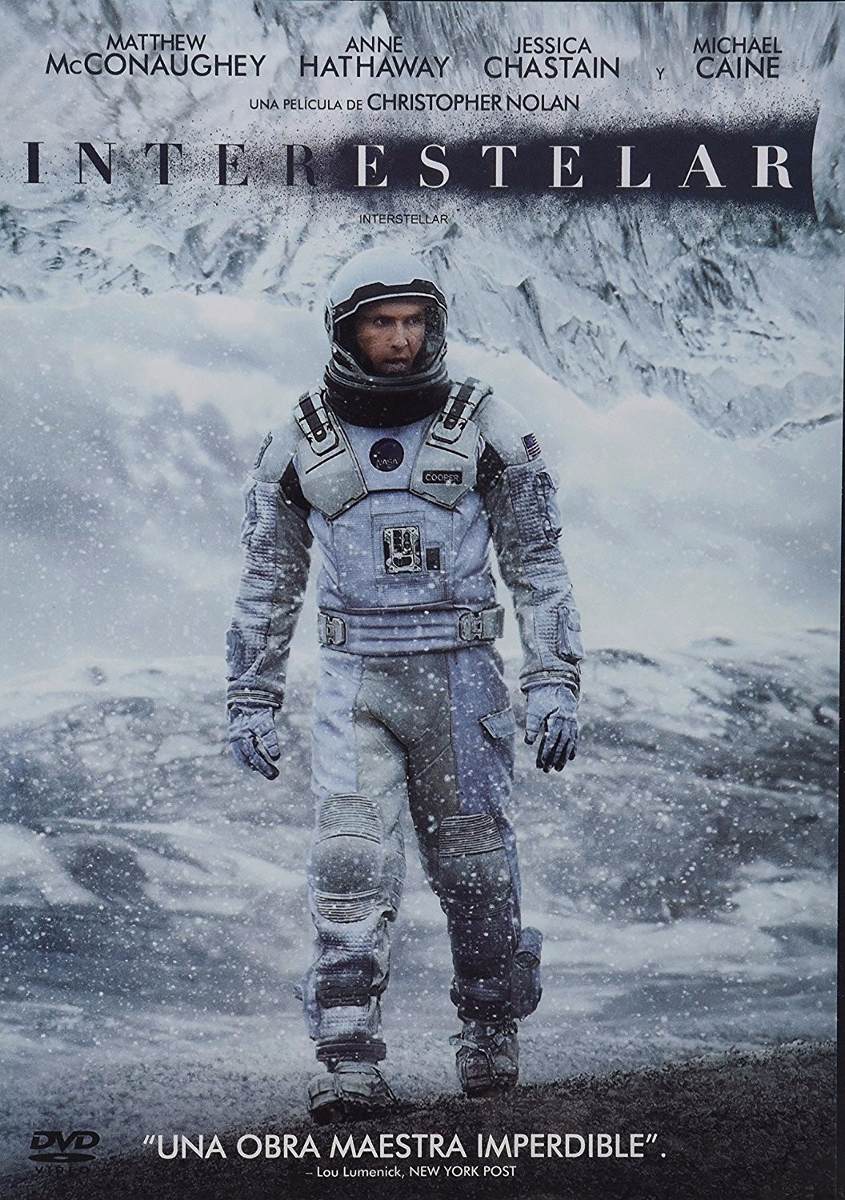 MATTHEW McCONAUGHEY ANNE HATHAWAY JESSICA CHASTAIN Y MICHAEL CAINE
UNA PELÍCULA DE CHRISTOPHER NOLAN
INTERESTELAR
INTERSTELLAR
NASA
COOPER
"UNA OBRA MAESTRA IMPERDIBLE".
– Lou Lumenick, NEW YORK POST
DVD
VIDEO